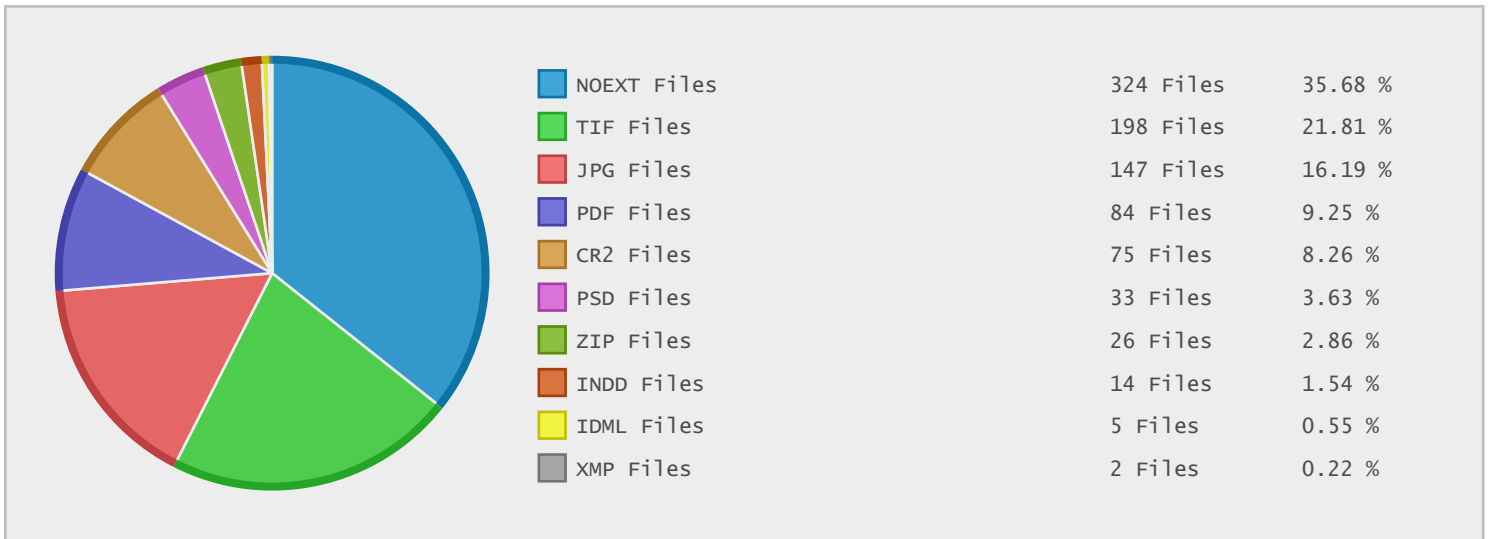 NOEXT Files 324 Files 35.68 %
TIF Files 198 Files 21.81 %
JPG Files 147 Files 16.19 %
PDF Files 84 Files 9.25 %
CR2 Files 75 Files 8.26 %
PSD Files 33 Files 3.63 %
ZIP Files 26 Files 2.86 %
INDD Files 14 Files 1.54 %
IDML Files 5 Files 0.55 %
XMP Files 2 Files 0.22 %